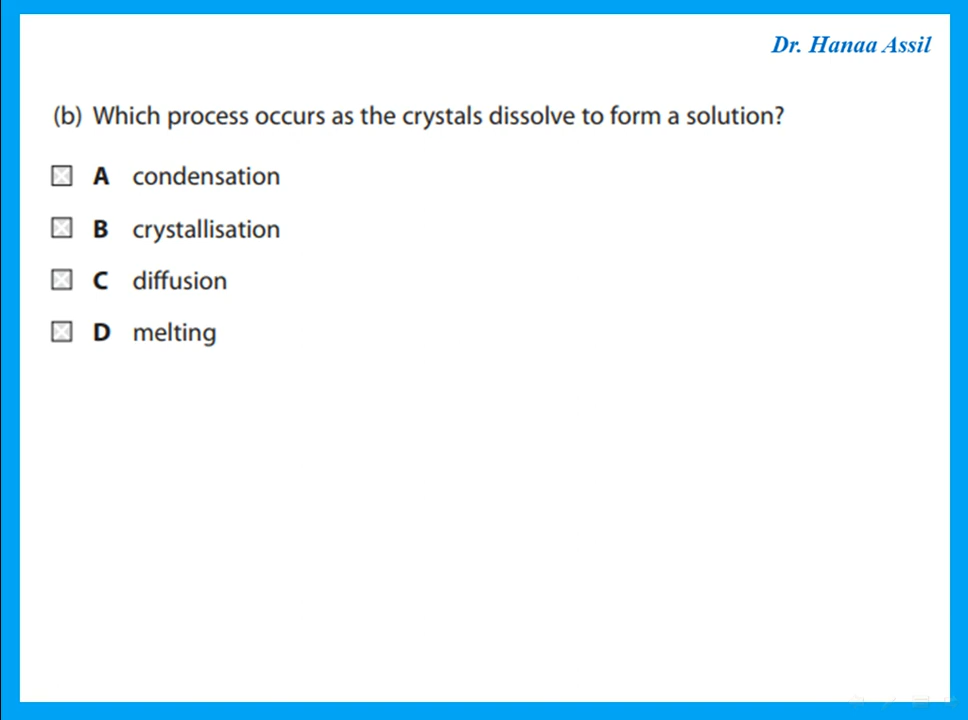 Dr. Hanaa Assil
(b) Which process occurs as the crystals dissolve to form a solution?
A condensation
B crystallisation
C diffusion
D melting